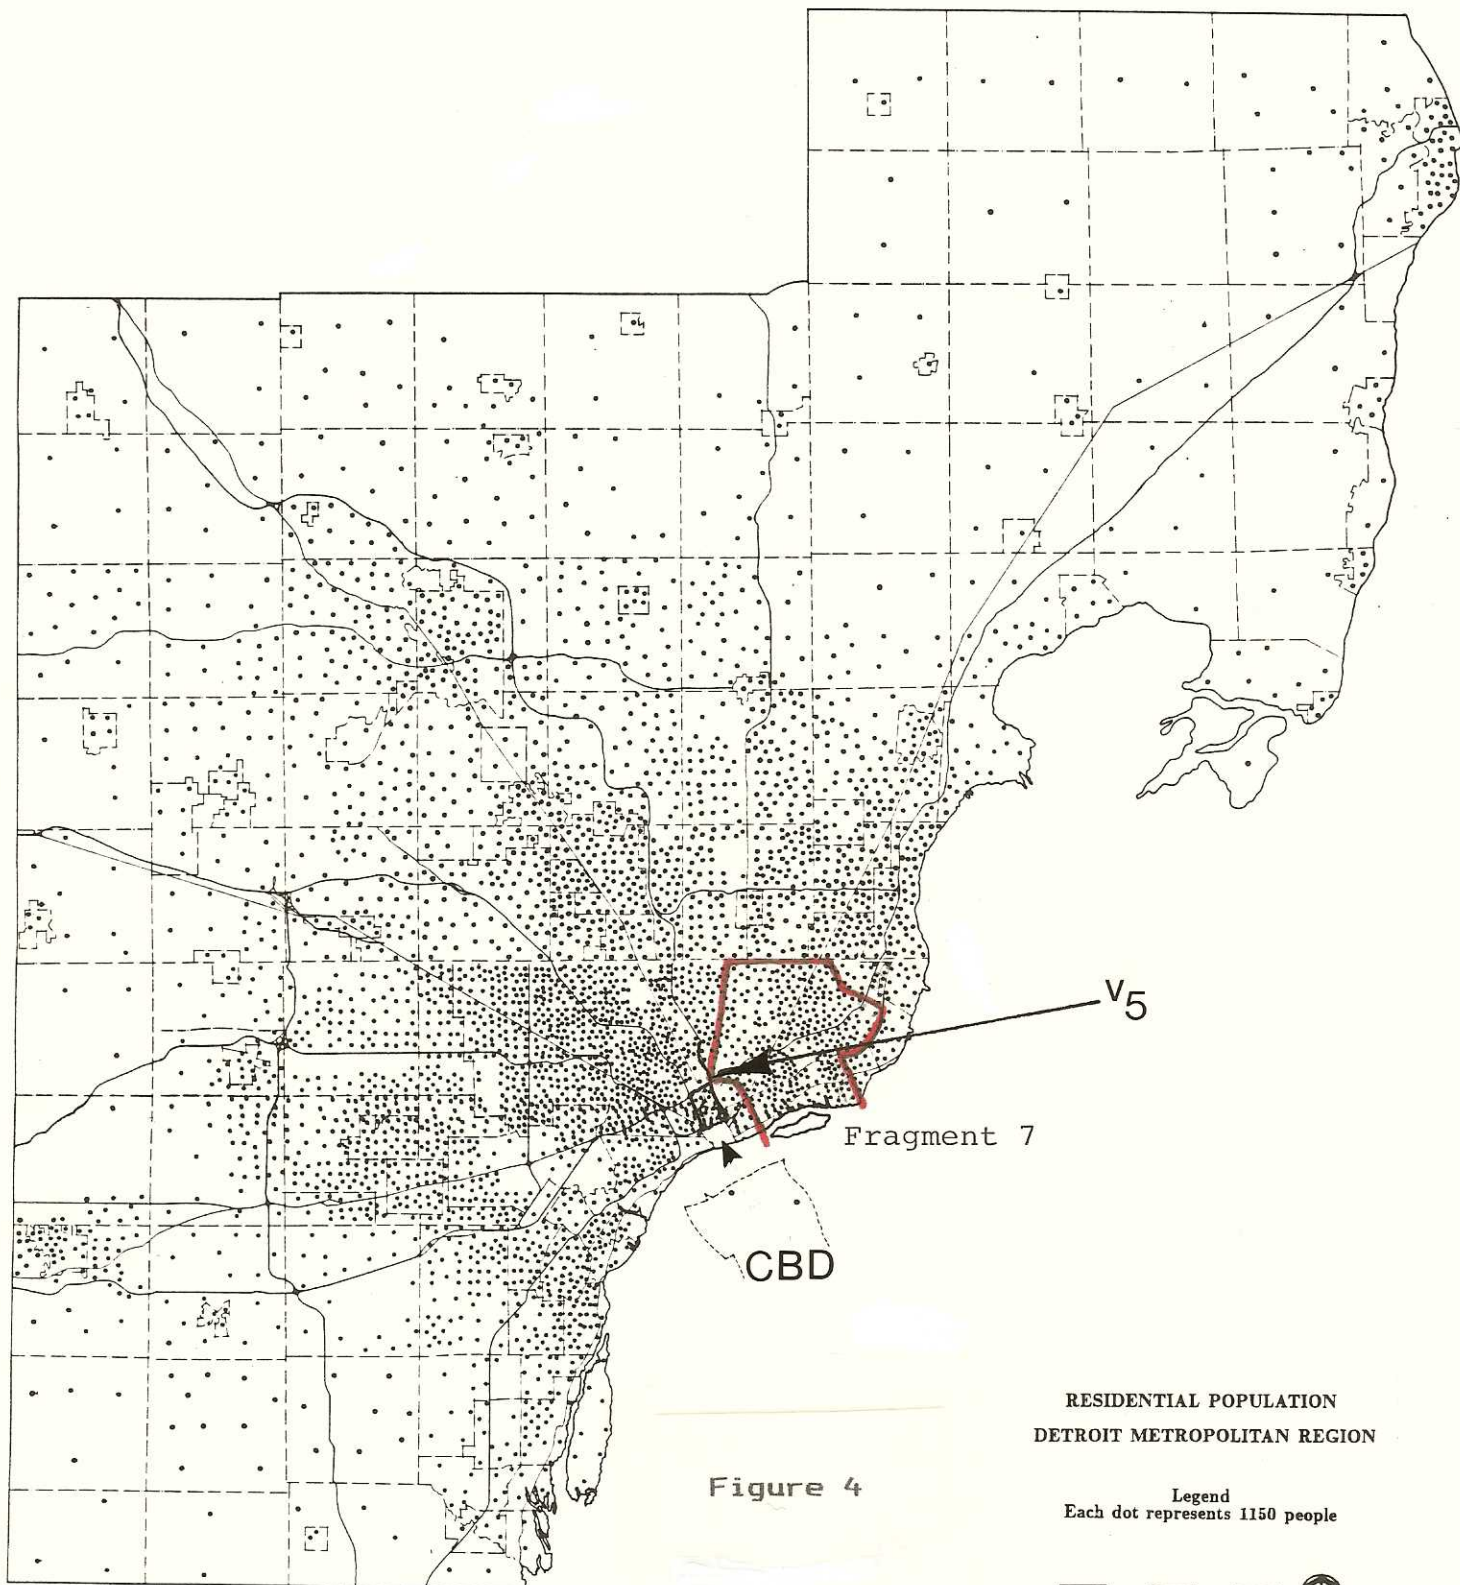 v5
Fragment 7
CBD
Figure 4
RESIDENTIAL POPULATION
DETROIT METROPOLITAN REGION
Legend
Each dot represents 1150 people